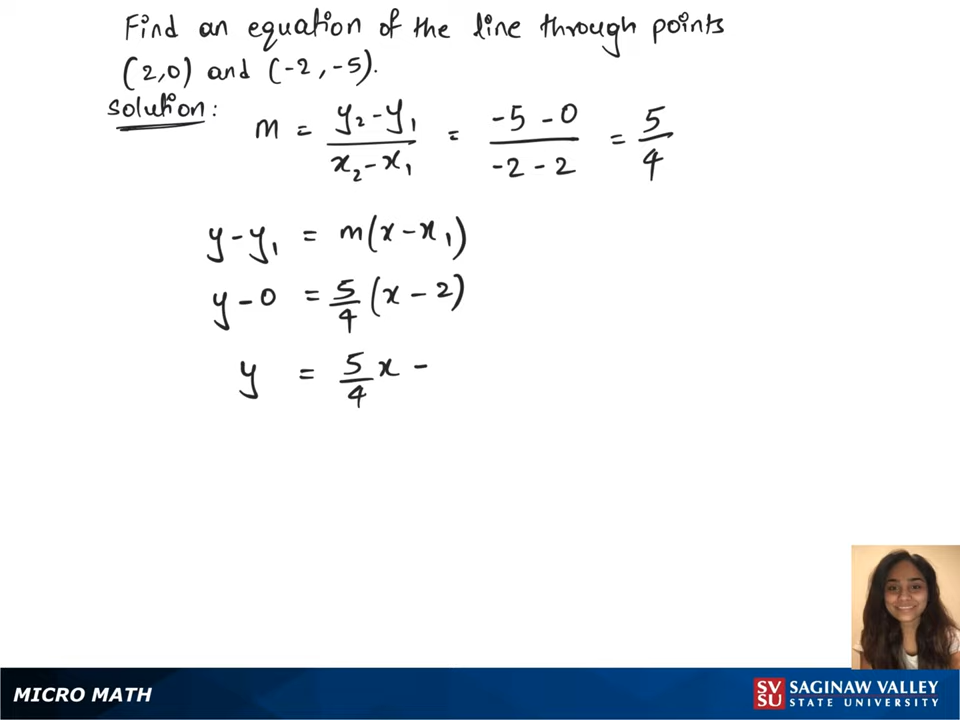 Find an equation of the line through points
(2,0) and (-2,-5).
Solution:
m = y₂-y₁ / x₂-x₁ = -5 - 0 / -2 - 2 = 5/4
y-y₁ = m(x-x₁)
y-0 = 5/4 (x-2)
y = 5/4 x -
MICRO MATH
SV SU
SAGINAW VALLEY
STATE UNIVERSITY